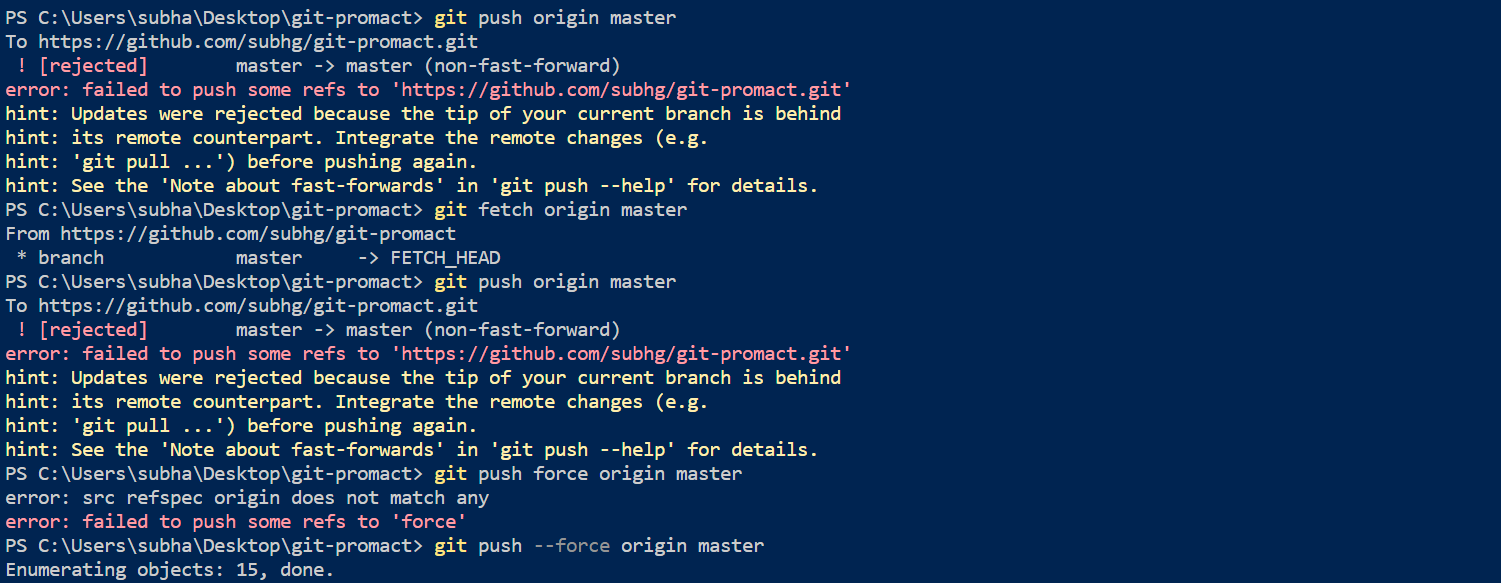 PS C:\Users\subha\Desktop\git-promact> git push origin master
To https://github.com/subhg/git-promact.git
 ! [rejected]        master -> master (non-fast-forward)
error: failed to push some refs to 'https://github.com/subhg/git-promact.git'
hint: Updates were rejected because the tip of your current branch is behind
hint: its remote counterpart. Integrate the remote changes (e.g.
hint: 'git pull ...') before pushing again.
hint: See the 'Note about fast-forwards' in 'git push --help' for details.
PS C:\Users\subha\Desktop\git-promact> git fetch origin master
From https://github.com/subhg/git-promact
 * branch            master     -> FETCH_HEAD
PS C:\Users\subha\Desktop\git-promact> git push origin master
To https://github.com/subhg/git-promact.git
 ! [rejected]        master -> master (non-fast-forward)
error: failed to push some refs to 'https://github.com/subhg/git-promact.git'
hint: Updates were rejected because the tip of your current branch is behind
hint: its remote counterpart. Integrate the remote changes (e.g.
hint: 'git pull ...') before pushing again.
hint: See the 'Note about fast-forwards' in 'git push --help' for details.
PS C:\Users\subha\Desktop\git-promact> git push force origin master
error: src refspec origin does not match any
error: failed to push some refs to 'force'
PS C:\Users\subha\Desktop\git-promact> git push --force origin master
Enumerating objects: 15, done.